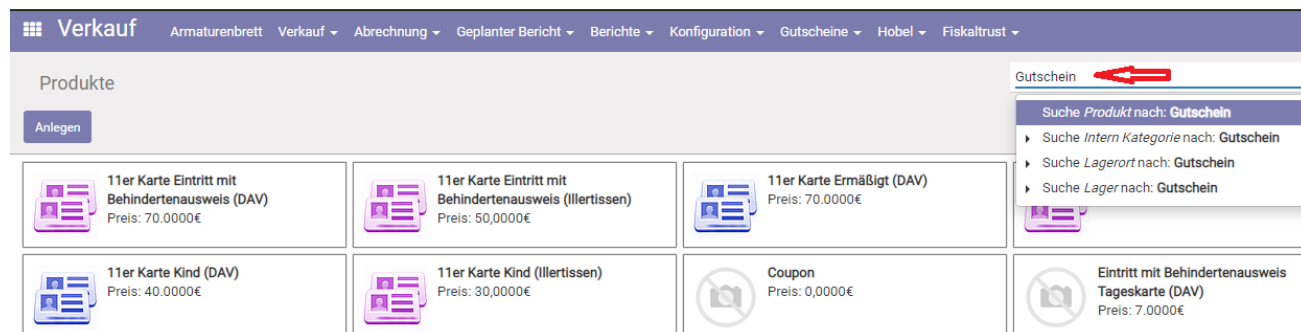 Verkauf Armaturenbrett Verkauf Abrechnung Geplanter Bericht Berichte Konfiguration Gutscheine Hobel Fiskaltrust
Produkte
Gutschein
Anlegen
Suche Produkt nach: Gutschein
Suche Intern Kategorie nach: Gutschein
Suche Lagerort nach: Gutschein
Suche Lager nach: Gutschein
11er Karte Eintritt mit
Behindertenausweis (DAV)
Preis: 70.0000€
11er Karte Eintritt mit
Behindertenausweis (Illertissen)
Preis: 50,0000€
11er Karte Ermäßigt (DAV)
Preis: 70.0000€
11er Karte Kind (DAV)
Preis: 40.0000€
11er Karte Kind (Illertissen)
Preis: 30,0000€
Coupon
Preis: 0,0000€
Eintritt mit Behindertenausweis
Tageskarte (DAV)
Preis: 7.0000€